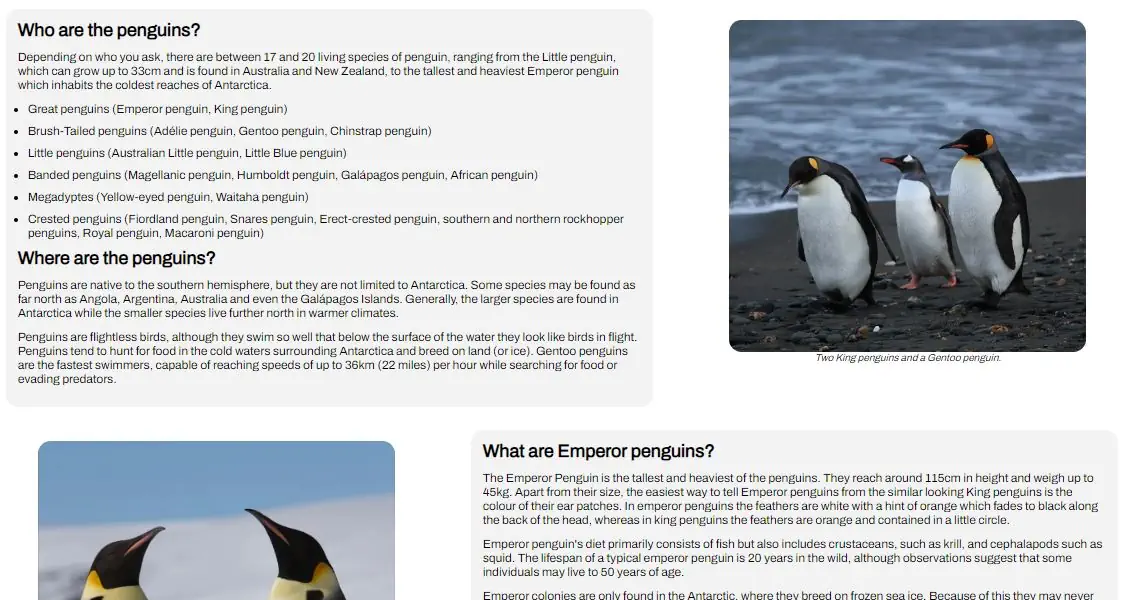 Who are the penguins?
Depending on who you ask, there are between 17 and 20 living species of penguin, ranging from the Little penguin,
which can grow up to 33cm and is found in Australia and New Zealand, to the tallest and heaviest Emperor penguin
which inhabits the coldest reaches of Antarctica.
Great penguins (Emperor penguin, King penguin)
Brush-Tailed penguins (Adélie penguin, Gentoo penguin, Chinstrap penguin)
Little penguins (Australian Little penguin, Little Blue penguin)
Banded penguins (Magellanic penguin, Humboldt penguin, Galápagos penguin, African penguin)
Megadyptes (Yellow-eyed penguin, Waitaha penguin)
Crested penguins (Fiordland penguin, Snares penguin, Erect-crested penguin, southern and northern rockhopper
penguins, Royal penguin, Macaroni penguin)
Where are the penguins?
Penguins are native to the southern hemisphere, but they are not limited to Antarctica. Some species may be found as
far north as Angola, Argentina, Australia and even the Galápagos Islands. Generally, the larger species are found in
Antarctica while the smaller species live further north in warmer climates.
Penguins are flightless birds, although they swim so well that below the surface of the water they look like birds in flight.
Penguins tend to hunt for food in the cold waters surrounding Antarctica and breed on land (or ice). Gentoo penguins
are the fastest swimmers, capable of reaching speeds of up to 36km (22 miles) per hour while searching for food or
evading predators.
Two King penguins and a Gentoo penguin.
What are Emperor penguins?
The Emporor Penguin is the tallest and heaviest of the penguins. They reach around 115cm in height and weigh up to
45kg. Apart from their size, the easiest way to tell Emperor penguins from the similar looking King penguins is the
colour of their ear patches. In emperor penguins the feathers are white with a hint of orange which fades to black along
the back of the head, whereas in king penguins the feathers are orange and contained in a little circle.
Emperor penguin's diet primarily consists of fish but also includes crustaceans, such as krill, and cephalapods such as
squid. The lifespan of a typical emperor penguin is 20 years in the wild, although observations suggest that some
individuals may live to 50 years of age.
Emperor colonies are only found in the Antarctic, where they breed on frozen sea ice. Because of this they may never